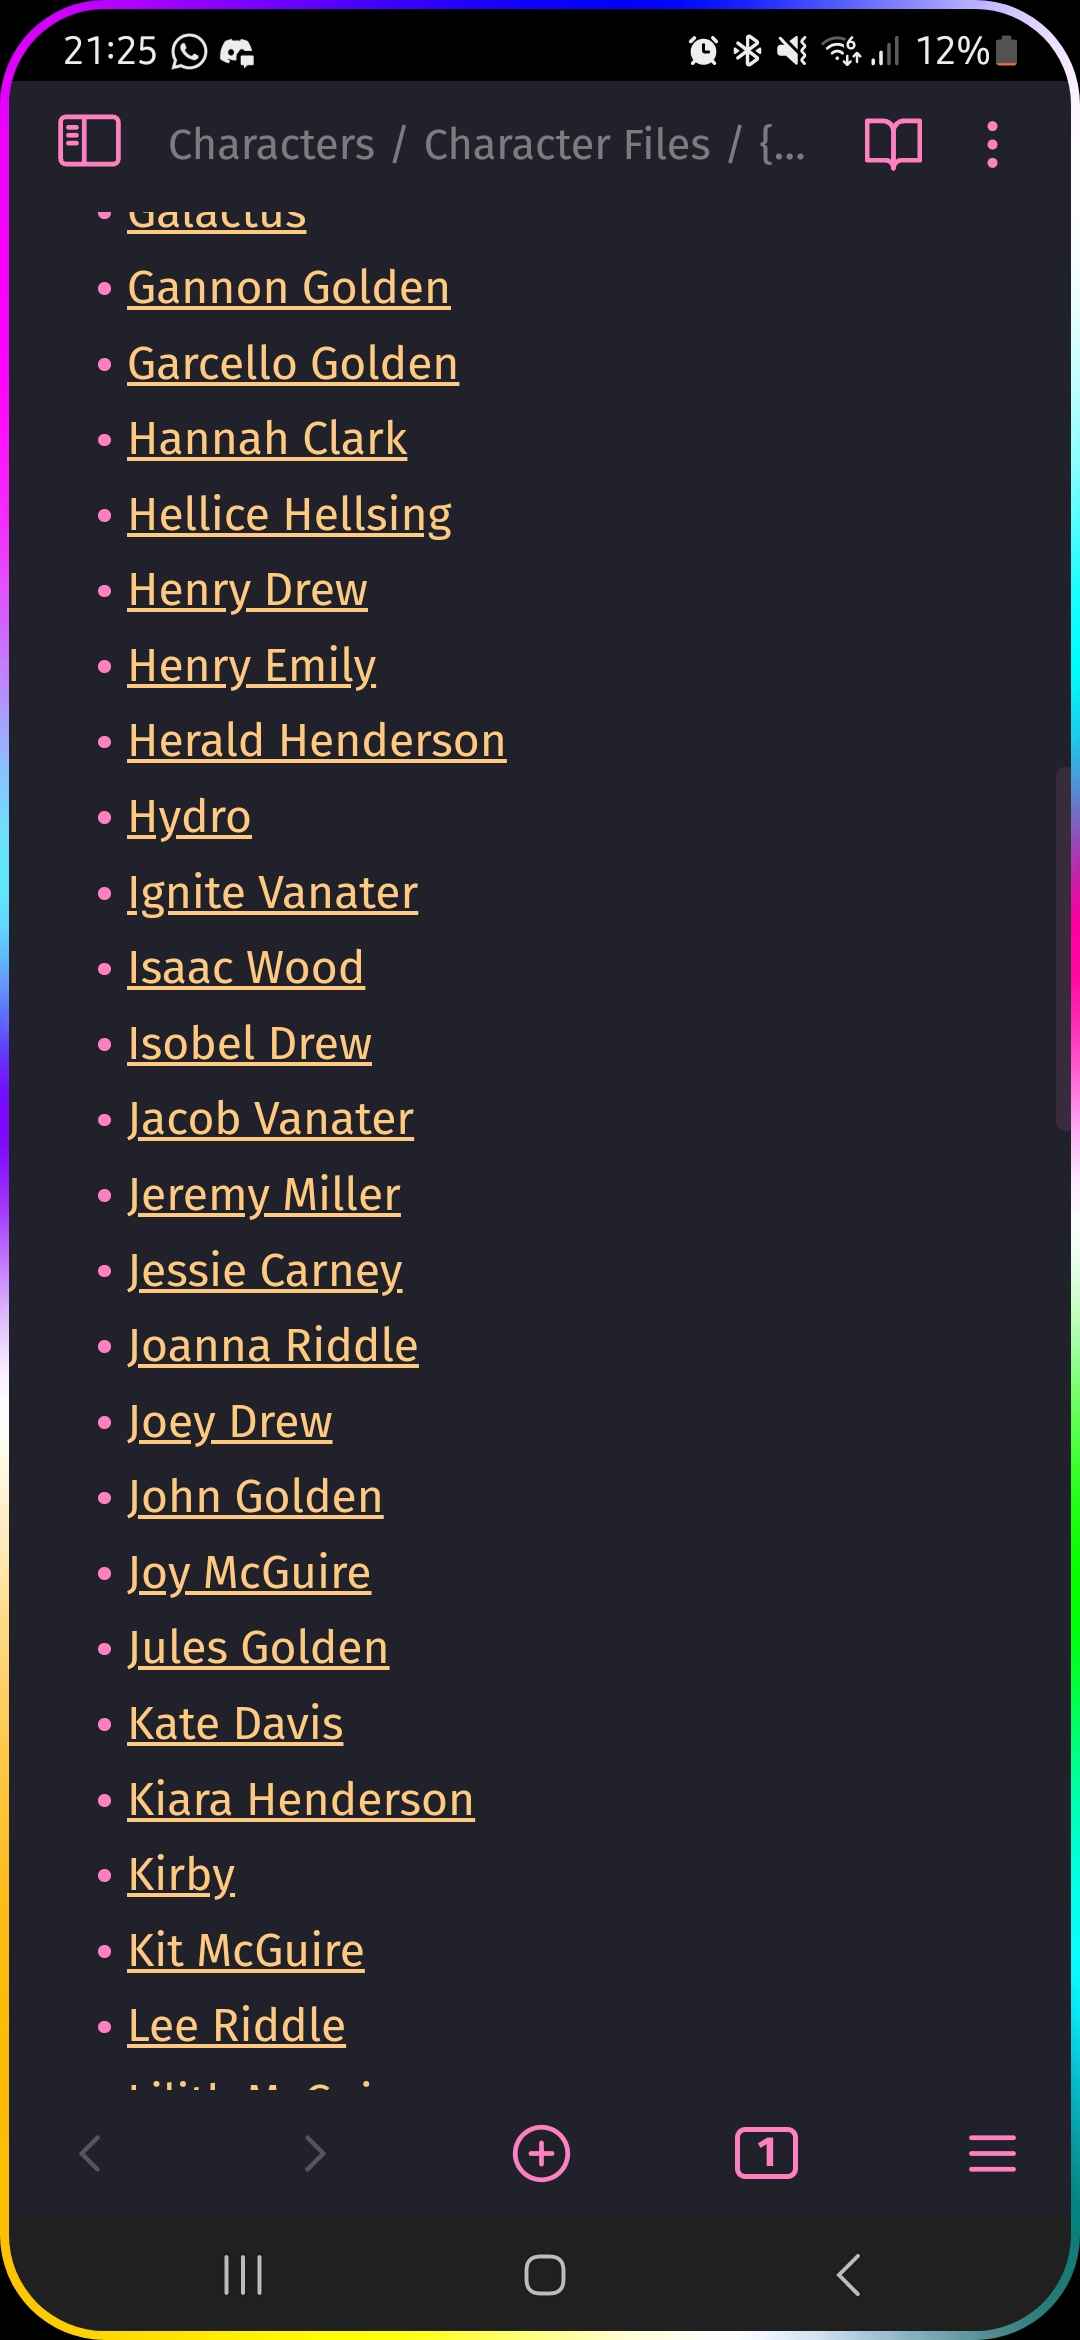 21:25
12%
Characters / Character Files / {...
Galactus
Gannon Golden
Garcello Golden
Hannah Clark
Hellice Hellsing
Henry Drew
Henry Emily
Herald Henderson
Hydro
Ignite Vanater
Isaac Wood
Isobel Drew
Jacob Vanater
Jeremy Miller
Jessie Carney
Joanna Riddle
Joey Drew
John Golden
Joy McGuire
Jules Golden
Kate Davis
Kiara Henderson
Kirby
Kit McGuire
Lee Riddle
1